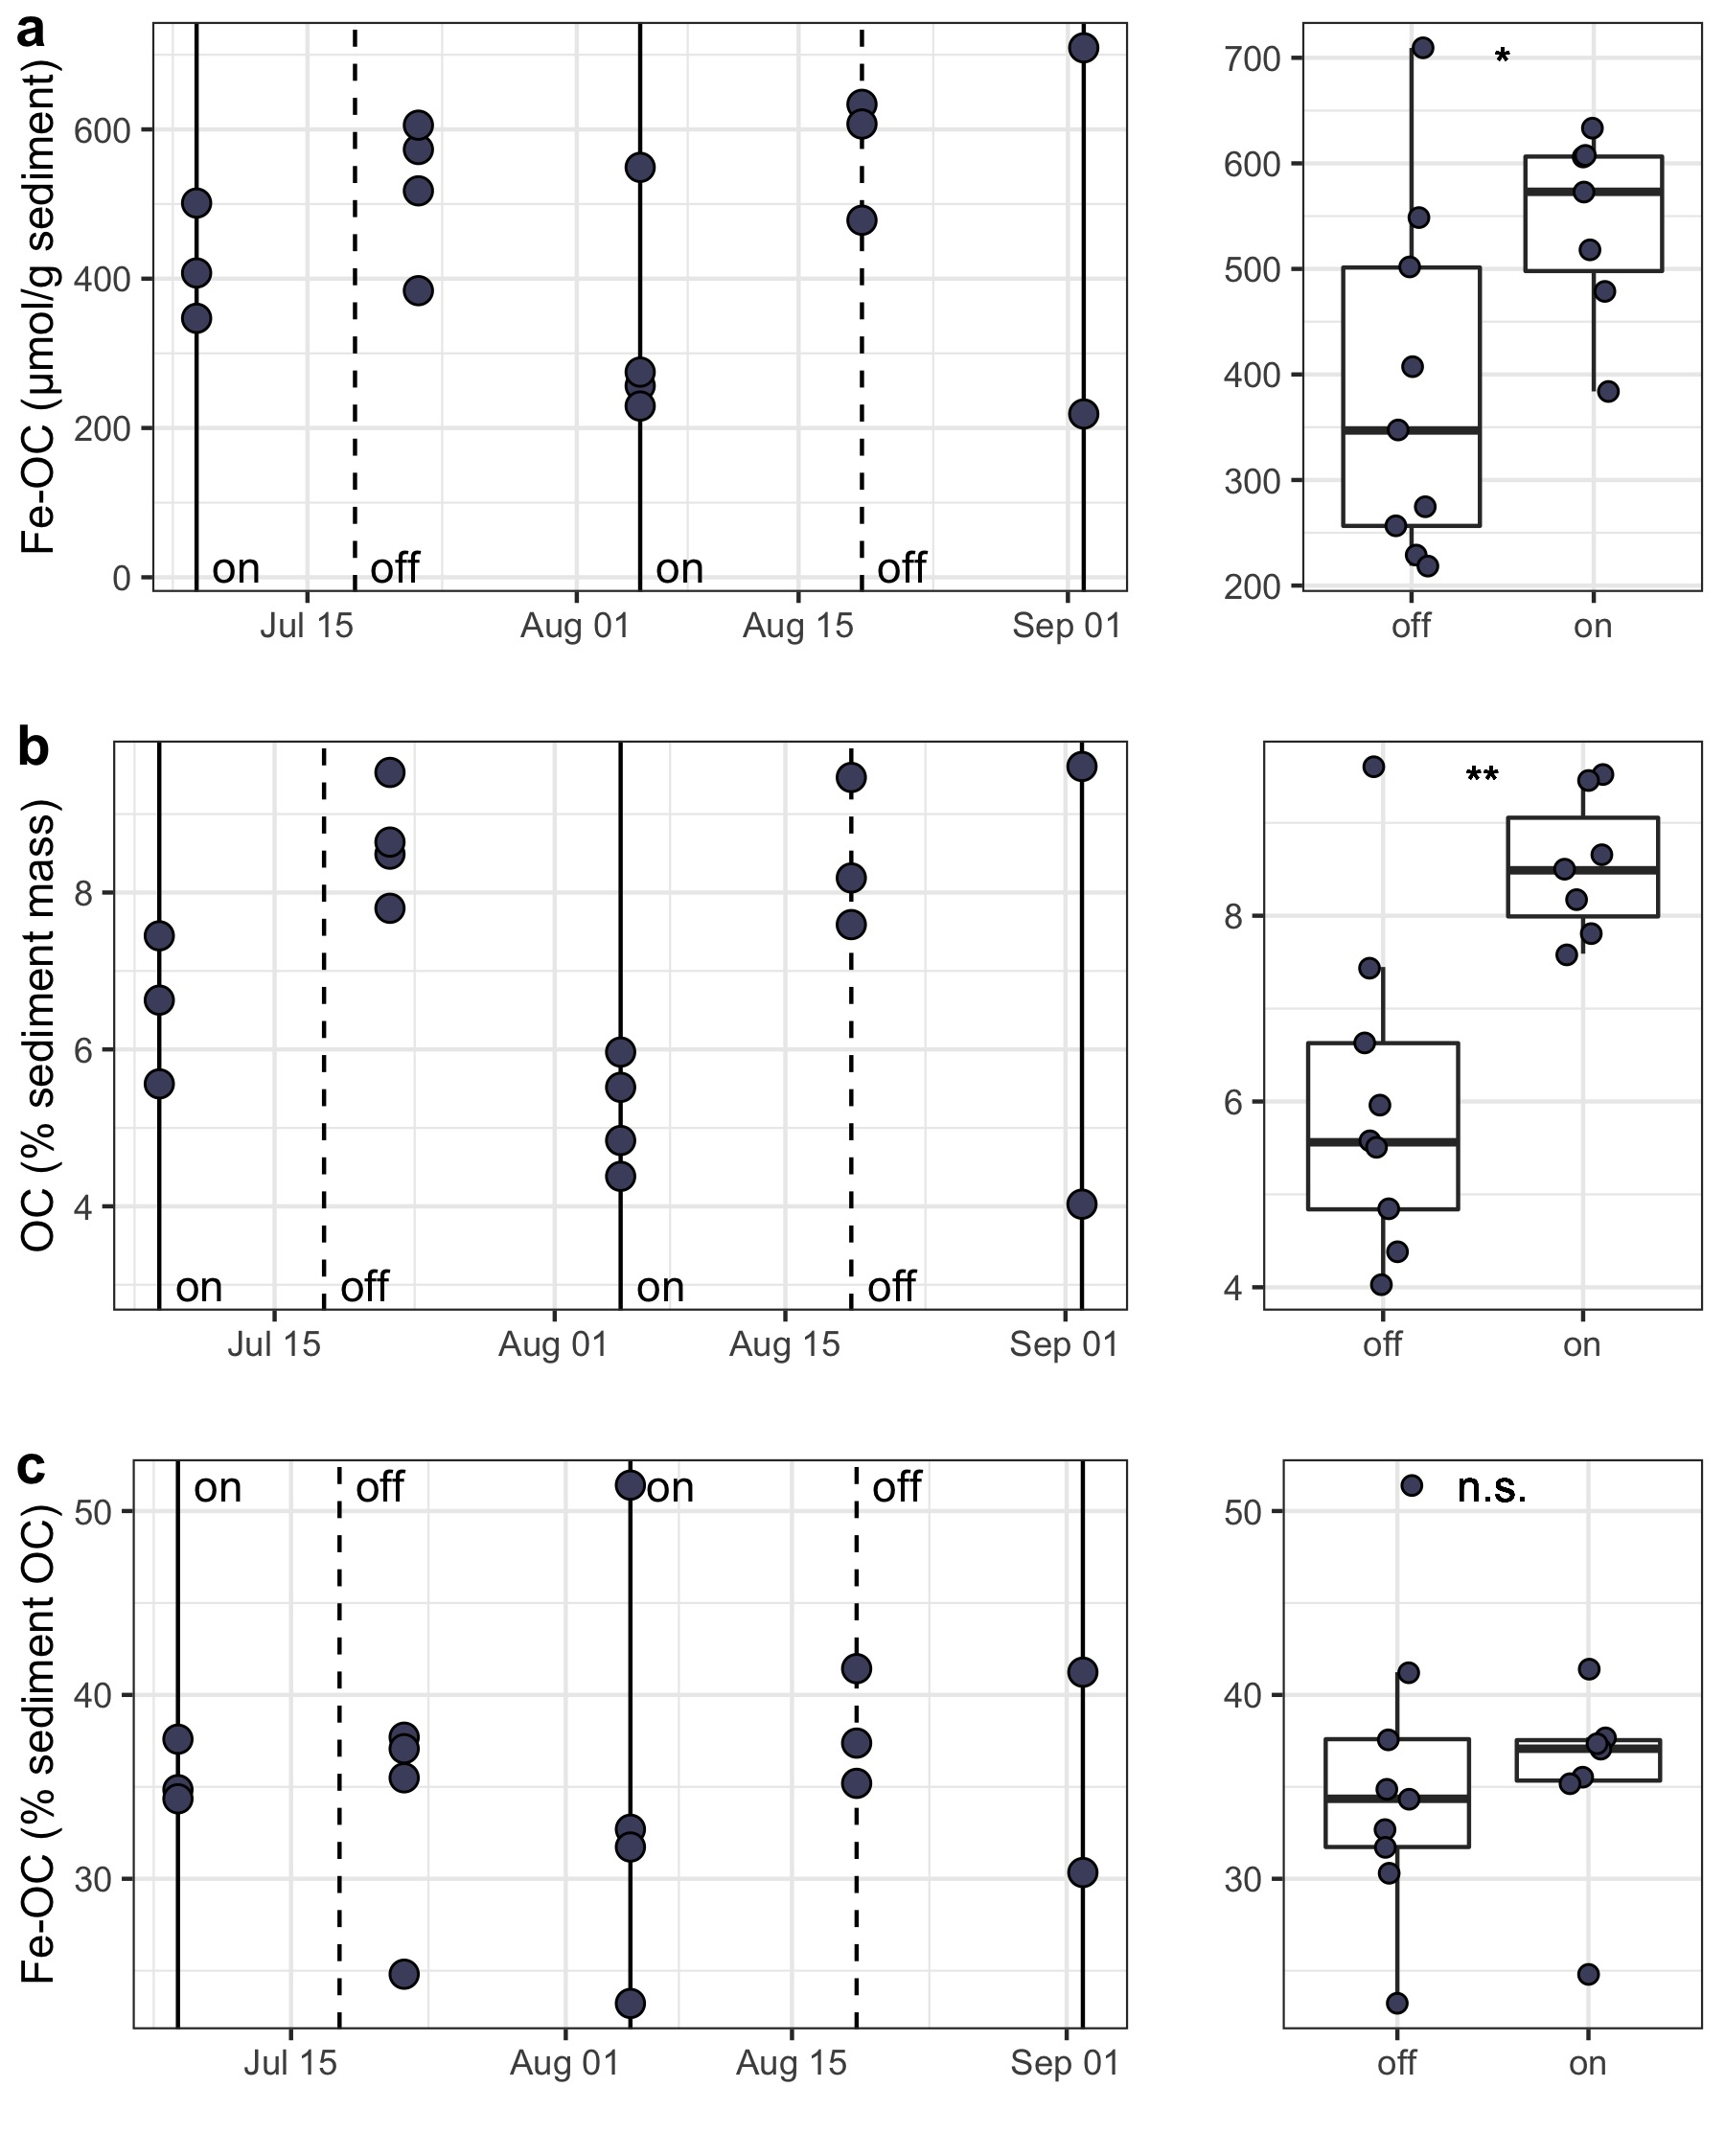 a
Fe-OC (µmol/g sediment)
600
400
200
0
on
off
on
off
Jul 15
Aug 01
Aug 15
Sep 01
700
600
500
400
300
200
*
off
on
b
OC (% sediment mass)
8
6
4
on
off
on
off
Jul 15
Aug 01
Aug 15
Sep 01
8
6
4
**
off
on
c
Fe-OC (% sediment OC)
50
40
30
on
off
on
off
Jul 15
Aug 01
Aug 15
Sep 01
50
40
30
n.s.
off
on